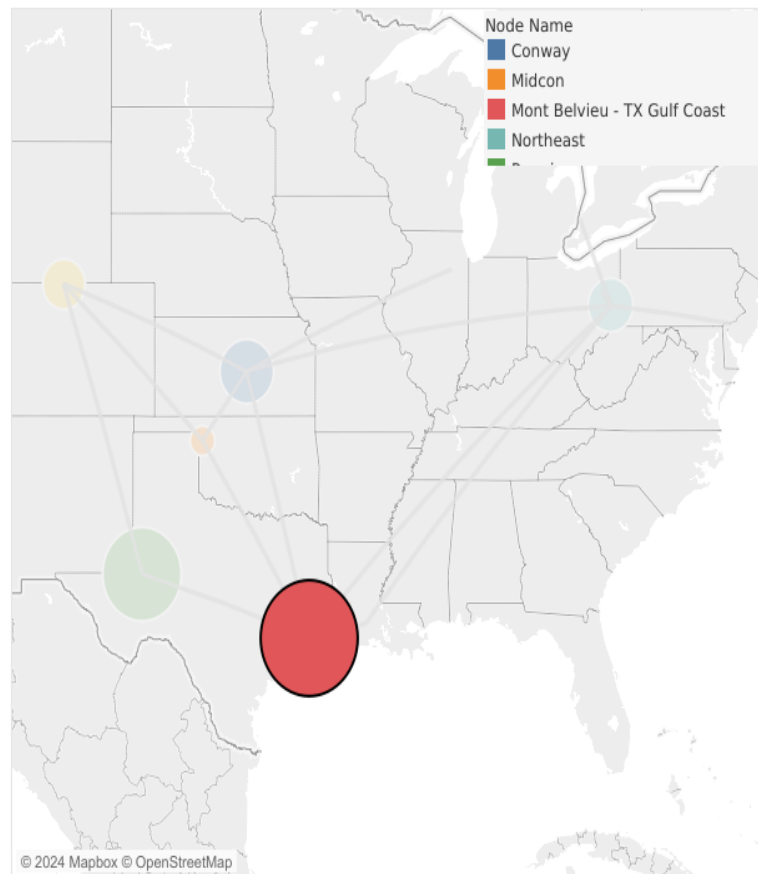 Node Name
Conway
Midcon
Mont Belvieu - TX Gulf Coast
Northeast
© 2024 Mapbox © OpenStreetMap